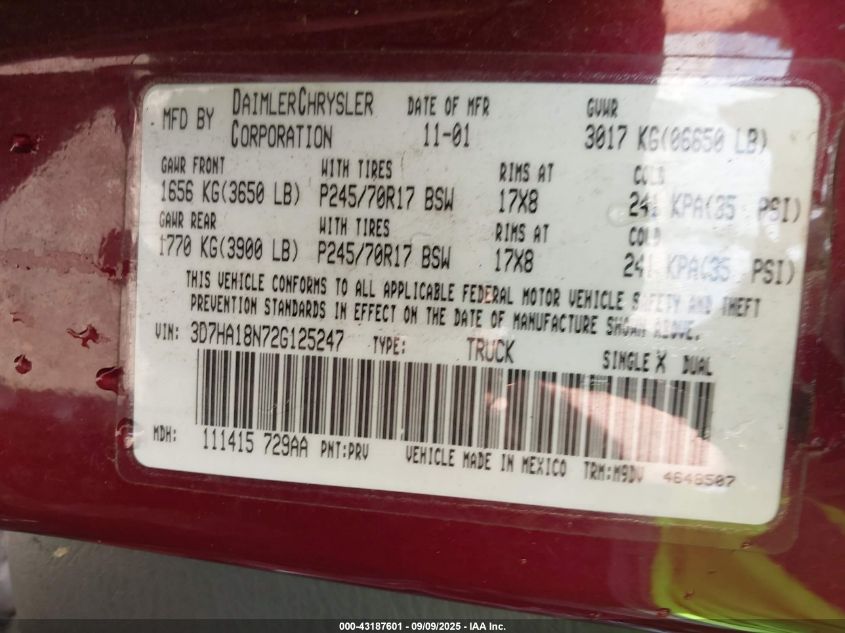 MFD BY DAIMLERCHRYSLER CORPORATION DATE OF MFR 11-01 GVWR 3017 KG(06650 LB)
GAWR FRONT WITH TIRES RIMS AT COLD
1656 KG(3650 LB) P245/70R17 BSW 17X8 241 KPA(35 PSI)
GAWR REAR WITH TIRES RIMS AT COLD
1770 KG(3900 LB) P245/70R17 BSW 17X8 241 KPA(35 PSI)
THIS VEHICLE CONFORMS TO ALL APPLICABLE FEDERAL MOTOR VEHICLE SAFETY AND THEFT
PREVENTION STANDARDS IN EFFECT ON THE DATE OF MANUFACTURE SHOWN ABOVE.
VIN: 3D7HA18N72G125247 TYPE: TRUCK SINGLE X DUAL
MDH: 111415 729AA PNT:PRV VEHICLE MADE IN MEXICO TRM:M9DV 4648507
000-43187601 - 09/09/2025 - IAA Inc.